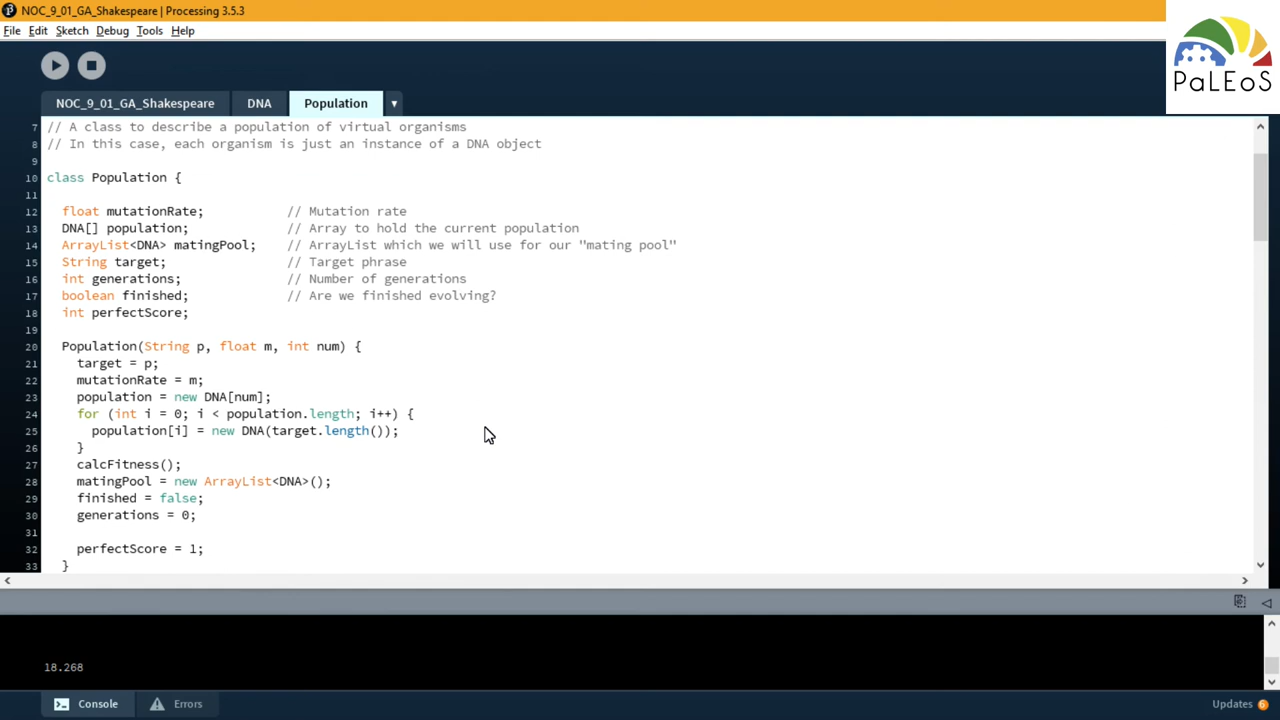 NOC_9_01_GA_Shakespeare | Processing 3.5.3
File Edit Sketch Debug Tools Help
PaLEoS
NOC_9_01_GA_Shakespeare DNA Population
7 // A class to describe a population of virtual organisms
8 // In this case, each organism is just an instance of a DNA object
9
10 class Population {
11
12 float mutationRate; // Mutation rate
13 DNA[] population; // Array to hold the current population
14 ArrayList<DNA> matingPool; // ArrayList which we will use for our "mating pool"
15 String target; // Target phrase
16 int generations; // Number of generations
17 boolean finished; // Are we finished evolving?
18 int perfectScore;
19
20 Population(String p, float m, int num) {
21 target = p;
22 mutationRate = m;
23 population = new DNA[num];
24 for (int i = 0; i < population.length; i++) {
25 population[i] = new DNA(target.length());
26 }
27 calcFitness();
28 matingPool = new ArrayList<DNA>();
29 finished = false;
30 generations = 0;
31
32 perfectScore = 1;
33 }
18.268
Console Errors Updates 6